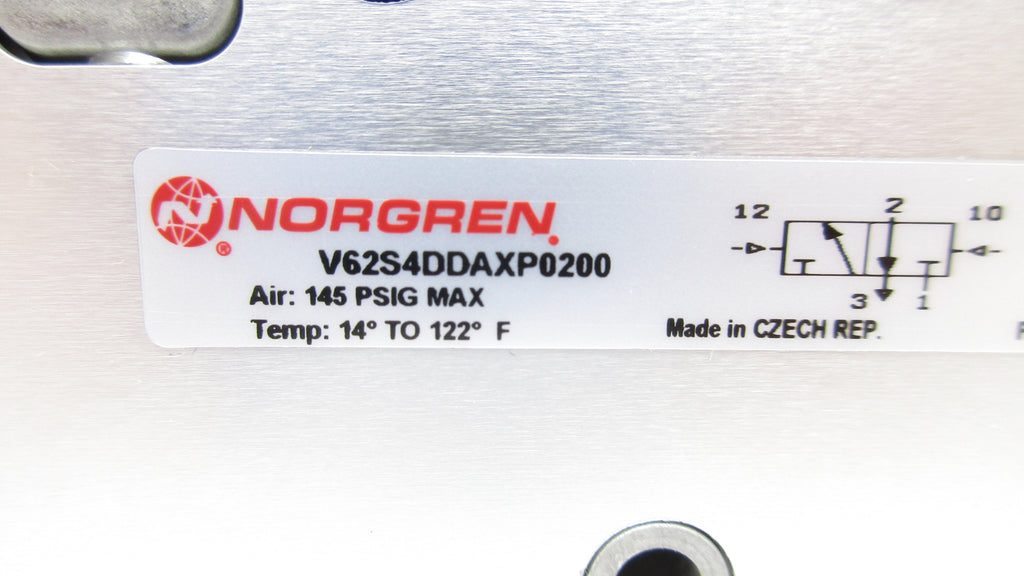 NORGREN®
V62S4DDAXP0200
Air: 145 PSIG MAX
Temp: 14° TO 122° F
12 2 10
3 1
Made in CZECH REP.